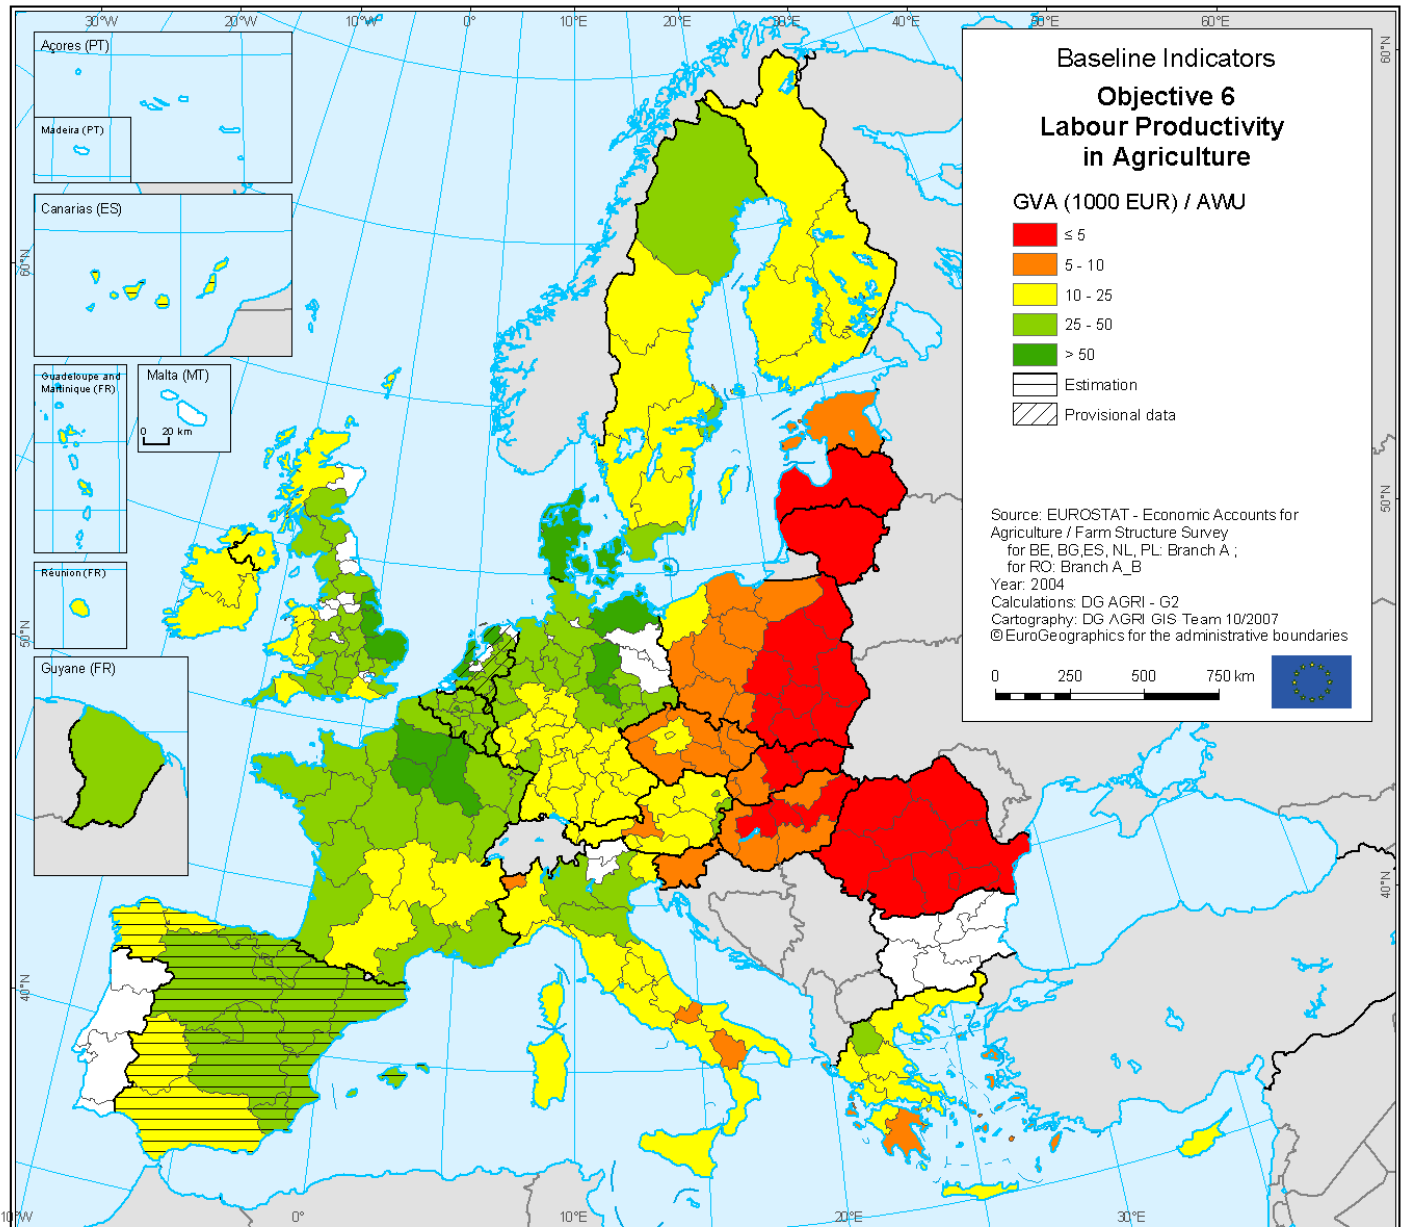 30°W
20°W
10°W
0°
10°E
20°E
30°E
40°E
50°E
60°E
Açores (PT)
Madeira (PT)
Canarias (ES)
Guadeloupe and
Martinique (FR)
Malta (MT)
0 20 km
Réunion (FR)
Guyane (FR)
Baseline Indicators
Objective 6
Labour Productivity
in Agriculture
GVA (1000 EUR) / AWU
≤ 5
5 - 10
10 - 25
25 - 50
> 50
Estimation
Provisional data
Source: EUROSTAT - Economic Accounts for
Agriculture / Farm Structure Survey
for BE, BG,ES, NL, PL: Branch A ;
for RO: Branch A_B
Year: 2004
Calculations: DG AGRI - G2
Cartography: DG AGRI GIS Team 10/2007
© EuroGeographics for the administrative boundaries
0 250 500 750 km
60°N
50°N
40°N
60°N
50°N
40°N
10°W
0°
10°E
20°E
30°E